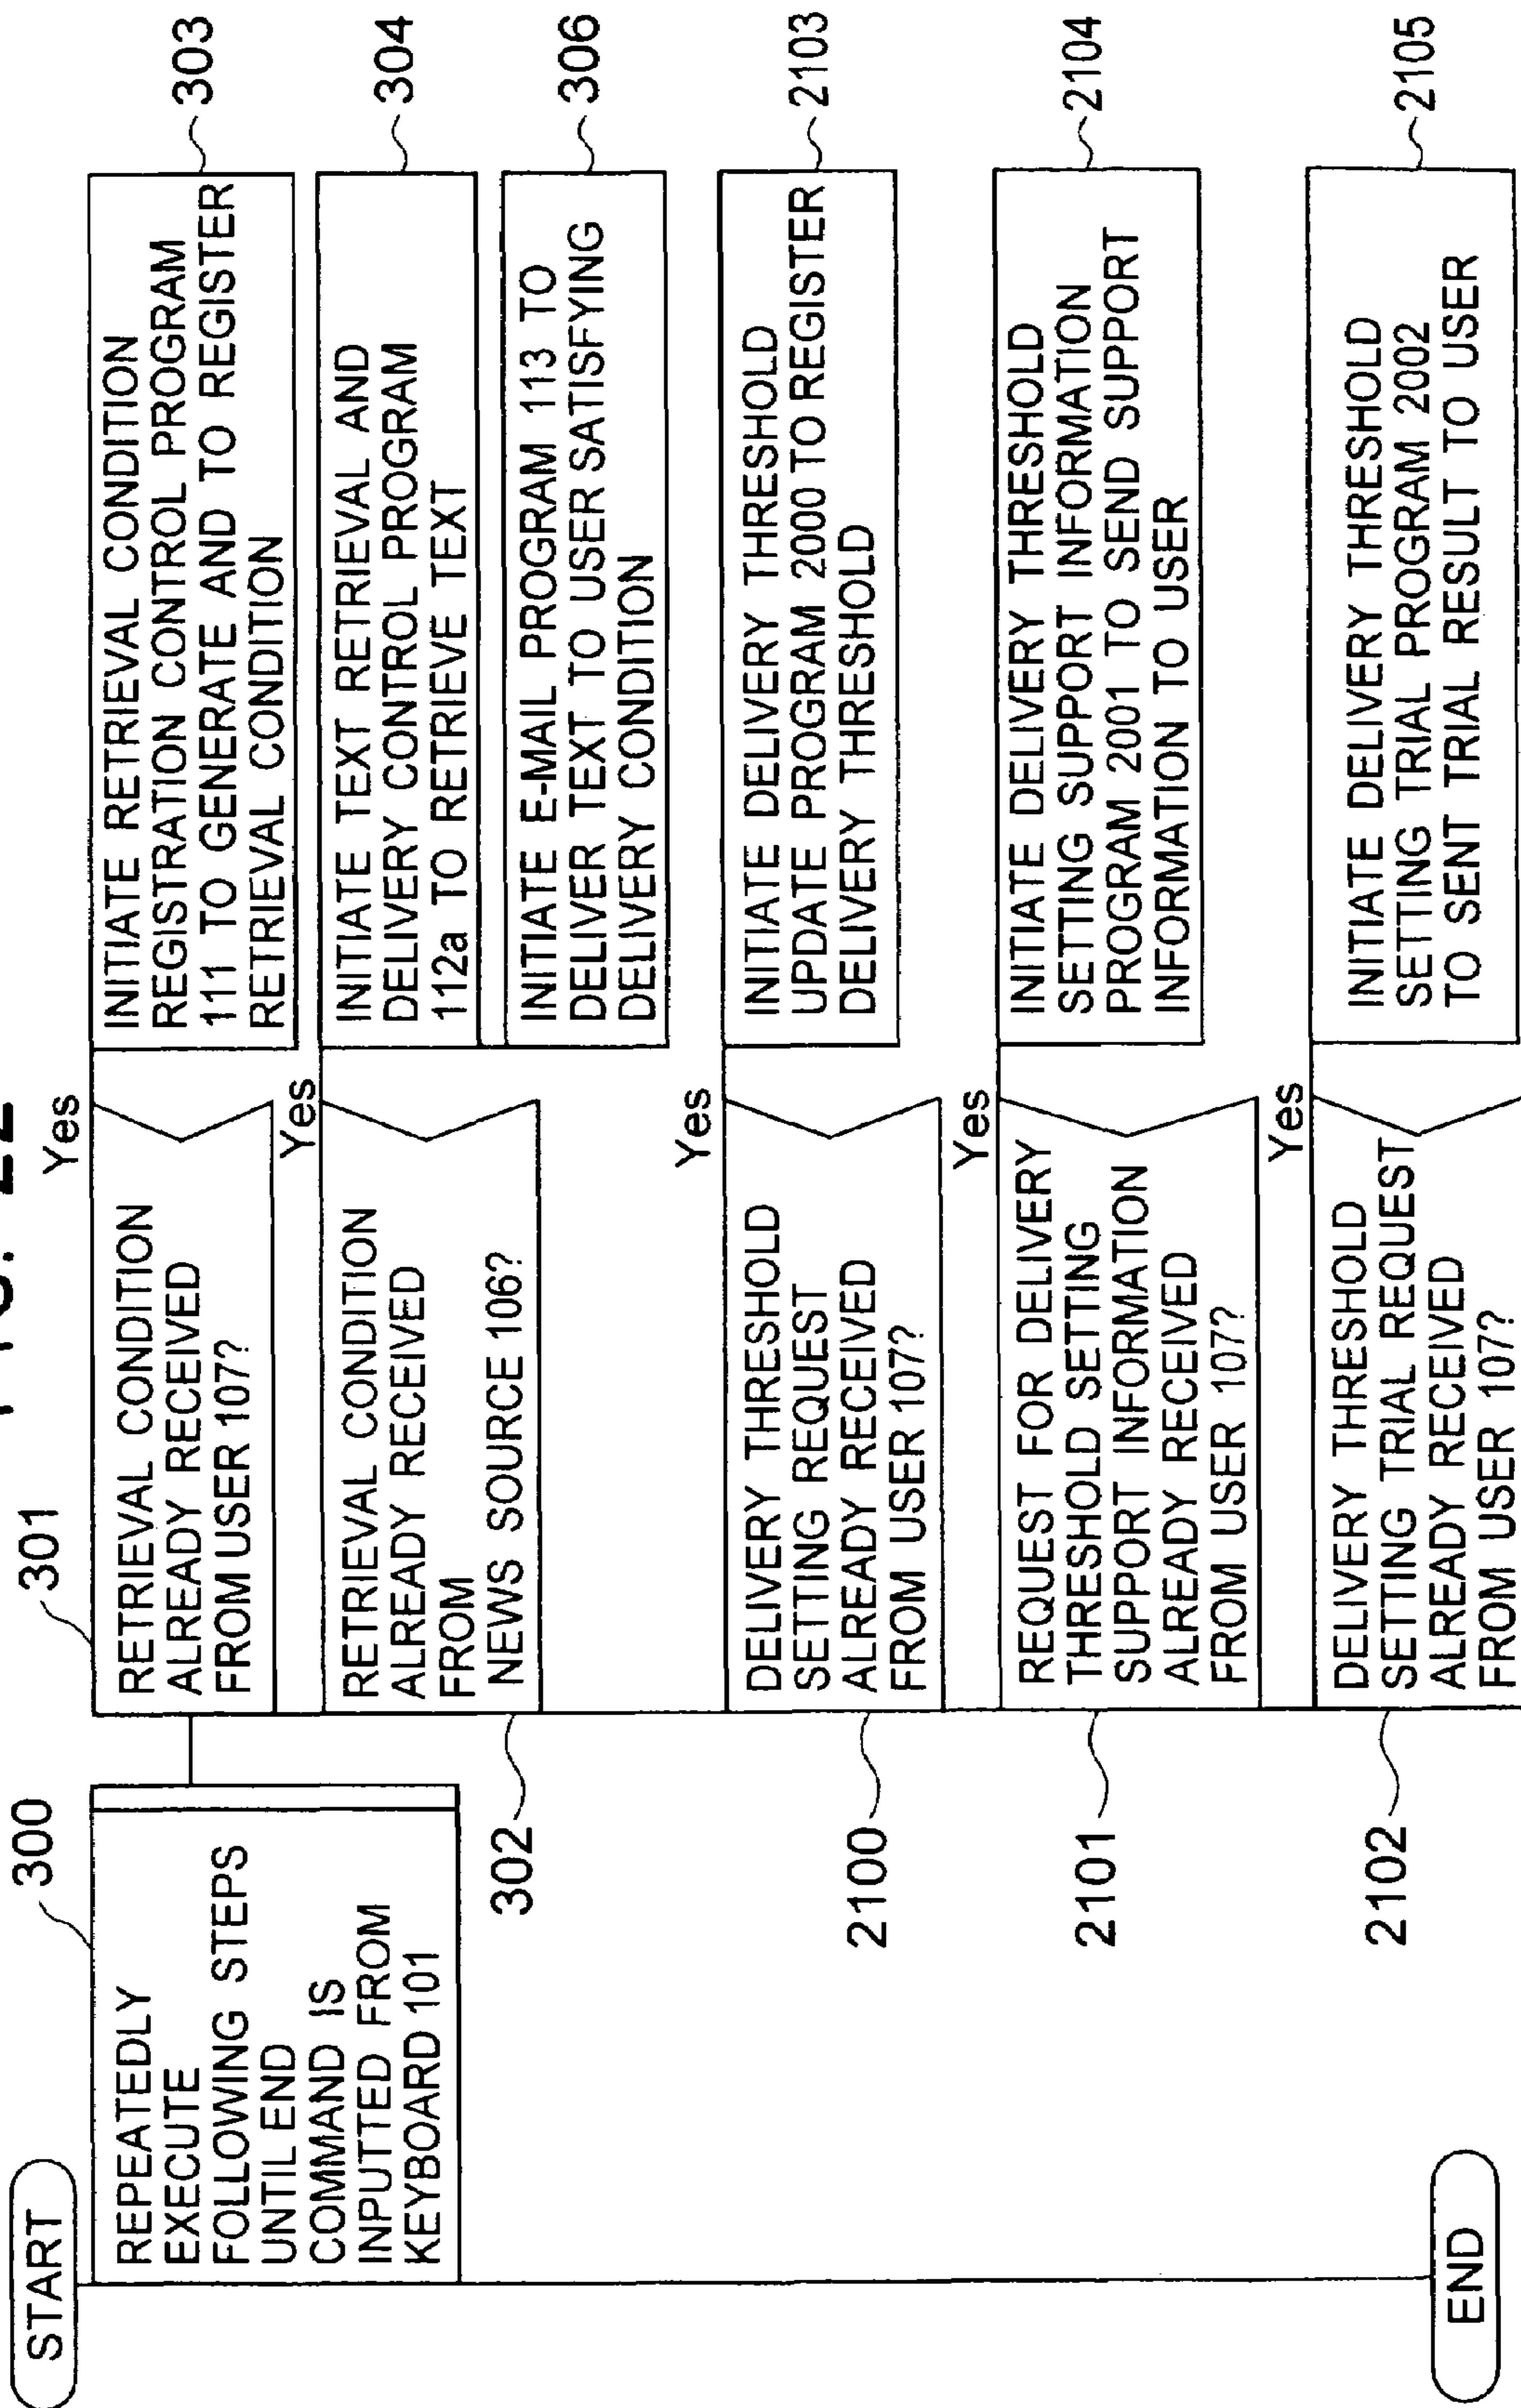 START
300
REPEATEDLY
EXECUTE
FOLLOWING STEPS
UNTIL END
COMMAND IS
INPUTTED FROM
KEYBOARD 101
END
301
RETRIEVAL CONDITION
ALREADY RECEIVED
FROM USER 107?
Yes
INITIATE RETRIEVAL CONDITION
REGISTRATION CONTROL PROGRAM
111 TO GENERATE AND TO REGISTER
RETRIEVAL CONDITION
303
302
RETRIEVAL CONDITION
ALREADY RECEIVED
FROM
NEWS SOURCE 106?
Yes
INITIATE TEXT RETRIEVAL AND
DELIVERY CONTROL PROGRAM
112a TO RETRIEVE TEXT
304
INITIATE E-MAIL PROGRAM 113 TO
DELIVER TEXT TO USER SATISFYING
DELIVERY CONDITION
306
2100
DELIVERY THRESHOLD
SETTING REQUEST
ALREADY RECEIVED
FROM USER 107?
Yes
INITIATE DELIVERY THRESHOLD
UPDATE PROGRAM 2000 TO REGISTER
DELIVERY THRESHOLD
2103
2101
REQUEST FOR DELIVERY
THRESHOLD SETTING
SUPPORT INFORMATION
ALREADY RECEIVED
FROM USER 107?
Yes
INITIATE DELIVERY THRESHOLD
SETTING SUPPORT INFORMATION
PROGRAM 2001 TO SEND SUPPORT
INFORMATION TO USER
2104
2102
DELIVERY THRESHOLD
SETTING TRIAL REQUEST
ALREADY RECEIVED
FROM USER 107?
Yes
INITIATE DELIVERY THRESHOLD
SETTING TRIAL PROGRAM 2002
TO SENT TRIAL RESULT TO USER
2105